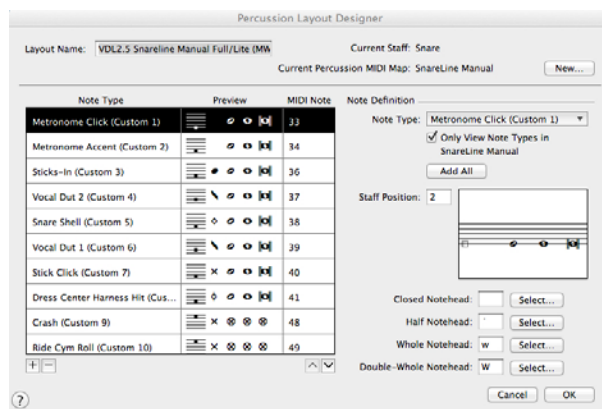 Percussion Layout Designer
Layout Name: VDL2.5 Snareline Manual Full/Lite (MW
Current Staff: Snare
Current Percussion MIDI Map: SnareLine Manual
New...
Note Type Preview MIDI Note
Metronome Click (Custom 1) 33
Metronome Accent (Custom 2) 34
Sticks-In (Custom 3) 36
Vocal Dut 2 (Custom 4) 37
Snare Shell (Custom 5) 38
Vocal Dut 1 (Custom 6) 39
Stick Click (Custom 7) 40
Dress Center Harness Hit (Cus... 41
Crash (Custom 9) 48
Ride Cym Roll (Custom 10) 49
+ −
Note Definition
Note Type: Metronome Click (Custom 1)
Only View Note Types in
SnareLine Manual
Add All
Staff Position: 2
Closed Notehead: Select...
Half Notehead: ˙ Select...
Whole Notehead: w Select...
Double-Whole Notehead: W Select...
? Cancel OK